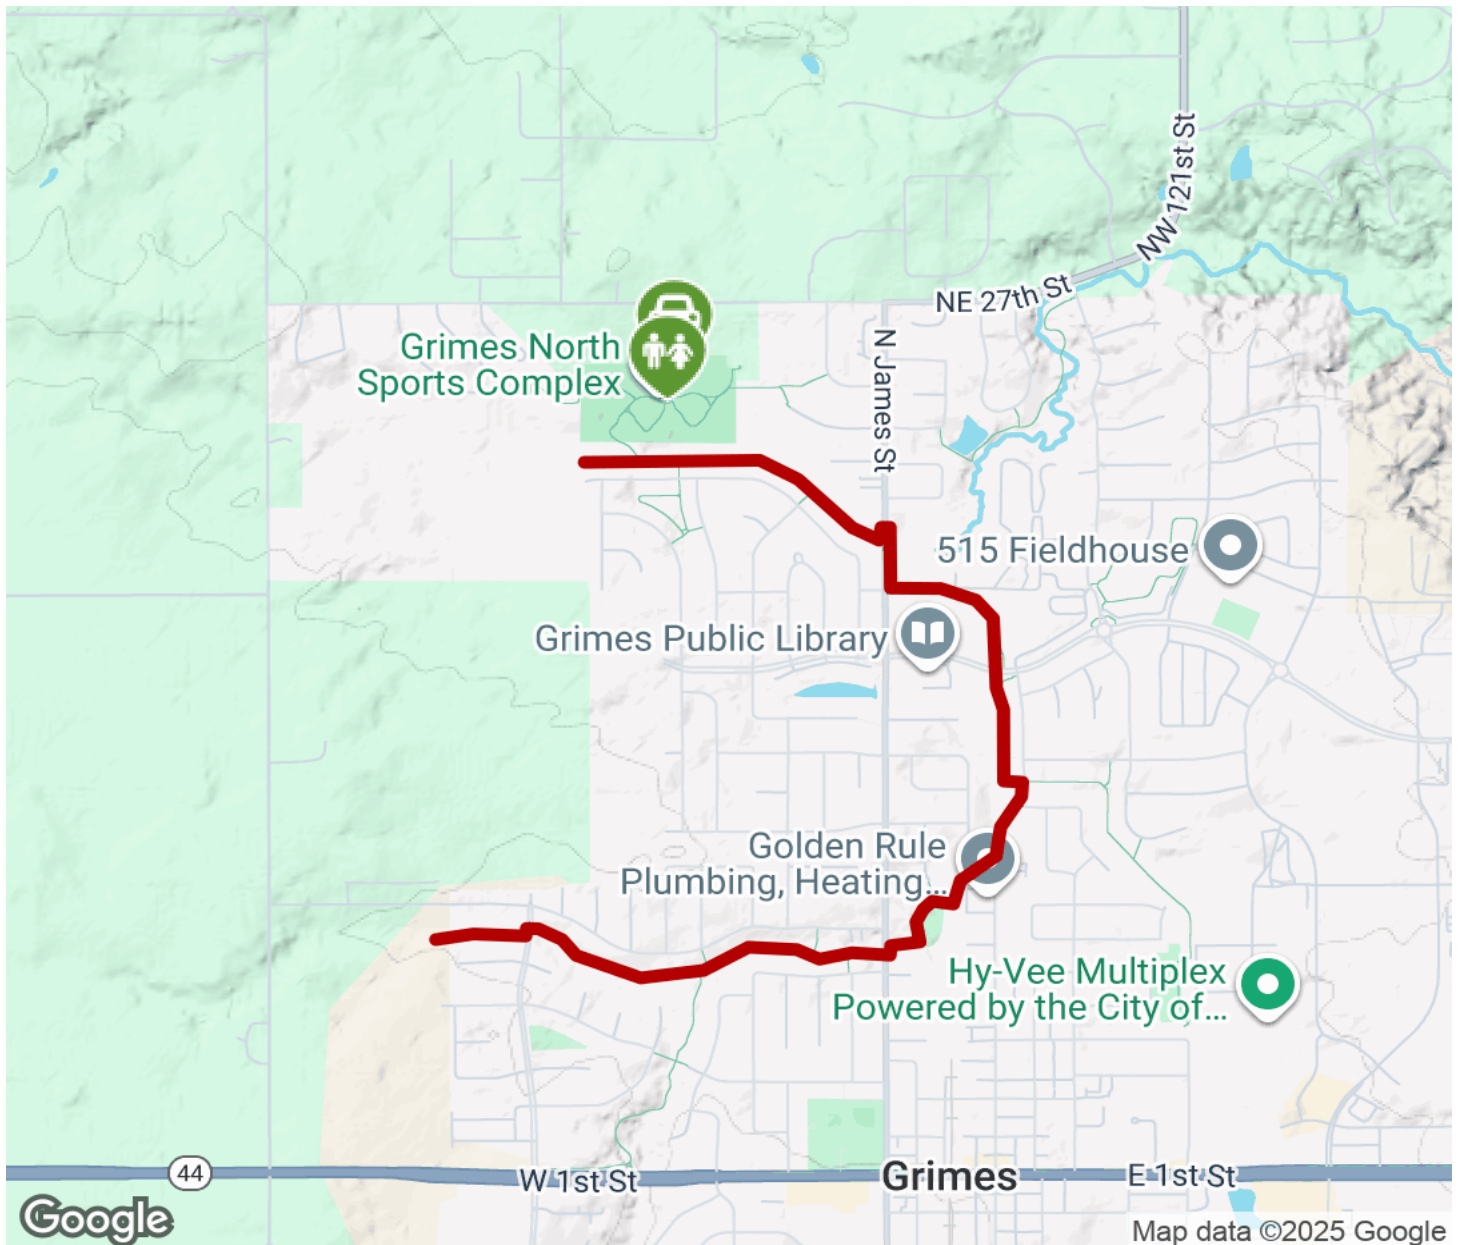 NW 121st St
NE 27th St
Grimes North
Sports Complex
N James St
515 Fieldhouse
Grimes Public Library
Golden Rule
Plumbing, Heating...
Hy-Vee Multiplex
Powered by the City of...
44
W 1st St
Grimes
E 1st St
Google
Map data ©2025 Google